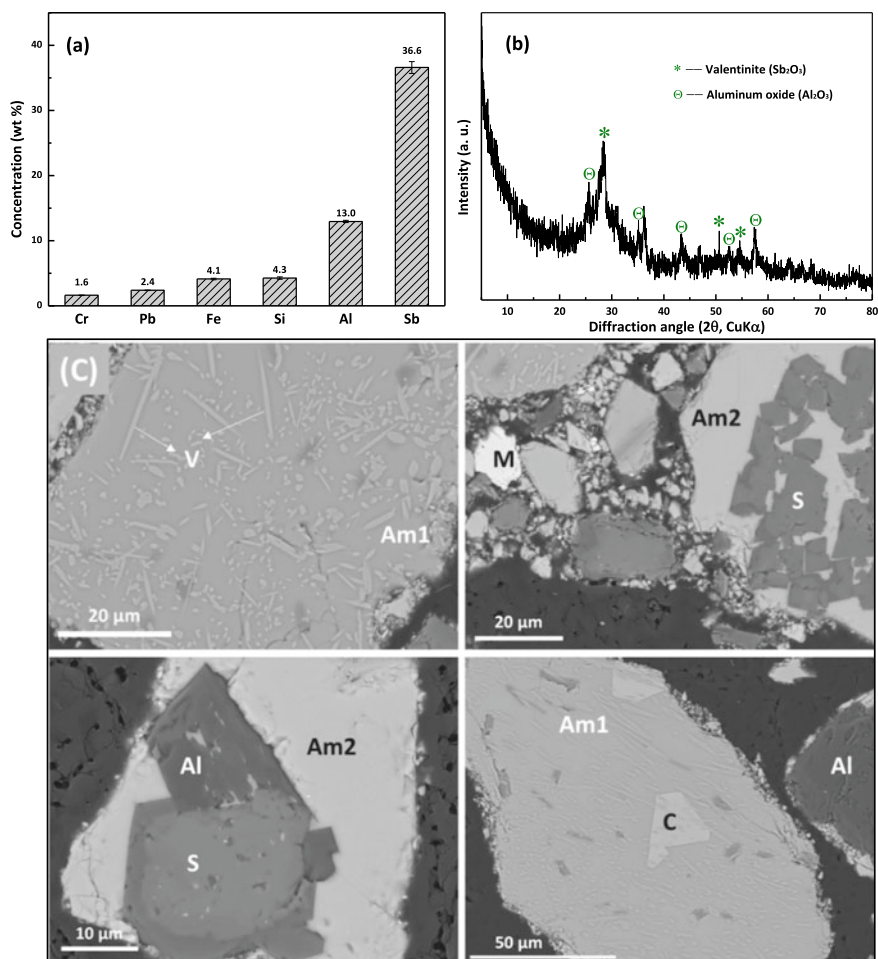 (a)
Concentration (wt %)
40
30
20
10
0
1.6
2.4
4.1
4.3
13.0
36.6
Cr Pb Fe Si Al Sb
(b)
Intensity (a. u.)
* — Valentinite (Sb₂O₃)
Θ — Aluminum oxide (Al₂O₃)
Θ
*
Θ
Θ
*
Θ
*
Θ
10 20 30 40 50 60 70 80
Diffraction angle (2θ, CuKα)
(C)
V
Am1
20 μm
Am2
M
S
20 μm
Al
Am2
S
10 μm
Am1
Al
C
50 μm